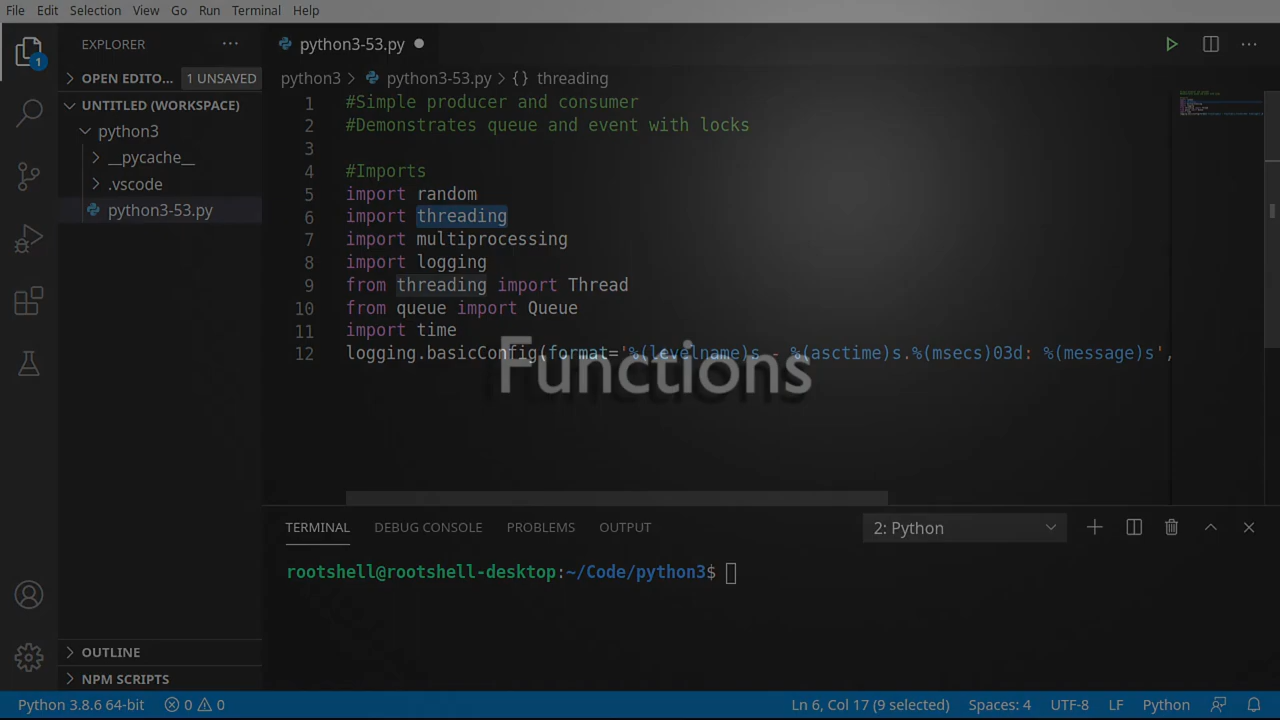 File Edit Selection View Go Run Terminal Help
EXPLORER
OPEN EDITO... 1 UNSAVED
UNTITLED (WORKSPACE)
python3
__pycache__
.vscode
python3-53.py
OUTLINE
NPM SCRIPTS
1
python3-53.py
python3 > python3-53.py > {} threading
1 #Simple producer and consumer
2 #Demonstrates queue and event with locks
3
4 #Imports
5 import random
6 import threading
7 import multiprocessing
8 import logging
9 from threading import Thread
10 from queue import Queue
11 import time
12 logging.basicConfig(format='%(levelname)s - %(asctime)s.%(msecs)03d: %(message)s',
Functions
TERMINAL DEBUG CONSOLE PROBLEMS OUTPUT 2: Python
rootshell@rootshell-desktop:~/Code/python3$
Python 3.8.6 64-bit 0 0 Ln 6, Col 17 (9 selected) Spaces: 4 UTF-8 LF Python